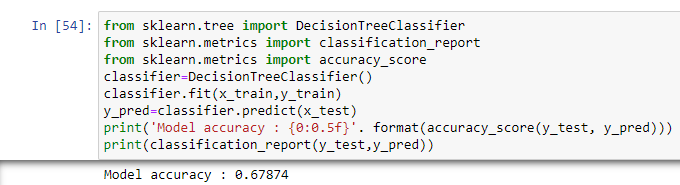 In [54]: from sklearn.tree import DecisionTreeClassifier
from sklearn.metrics import classification_report
from sklearn.metrics import accuracy_score
classifier=DecisionTreeClassifier()
classifier.fit(x_train,y_train)
y_pred=classifier.predict(x_test)
print('Model accuracy : {0:0.5f}'. format(accuracy_score(y_test, y_pred)))
print(classification_report(y_test,y_pred))
Model accuracy : 0.67874